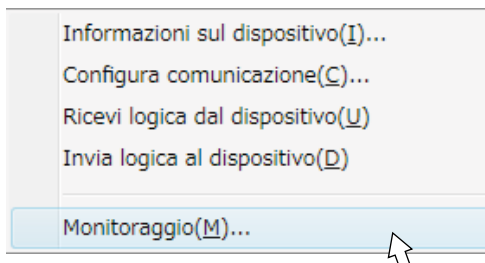 Informazioni sul dispositivo(I)...
Configura comunicazione(C)...
Ricevi logica dal dispositivo(U)
Invia logica al dispositivo(D)
Monitoraggio(M)...